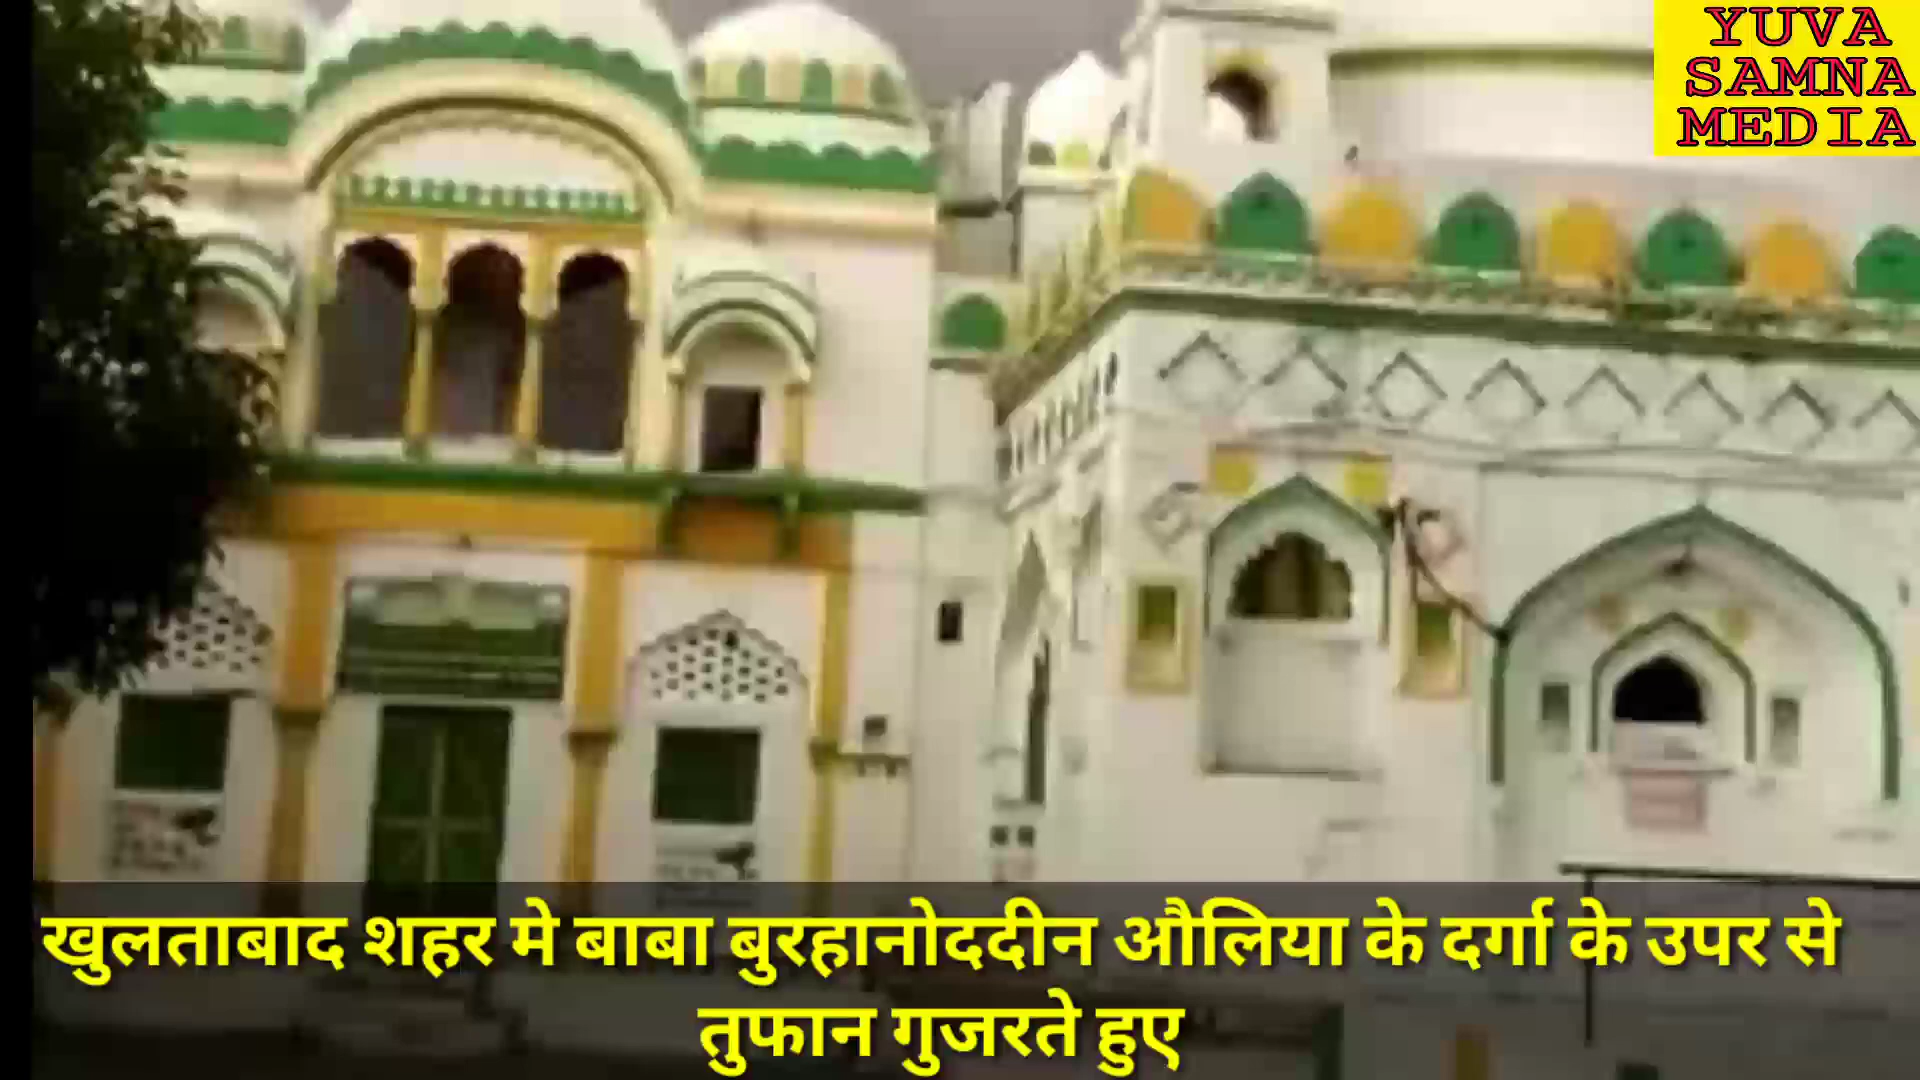 YUVA
SAMNA
MEDIA
खुलताबाद शहर मे बाबा बुरहानोददीन औलिया के दर्गा के उपर से
तुफान गुजरते हुए